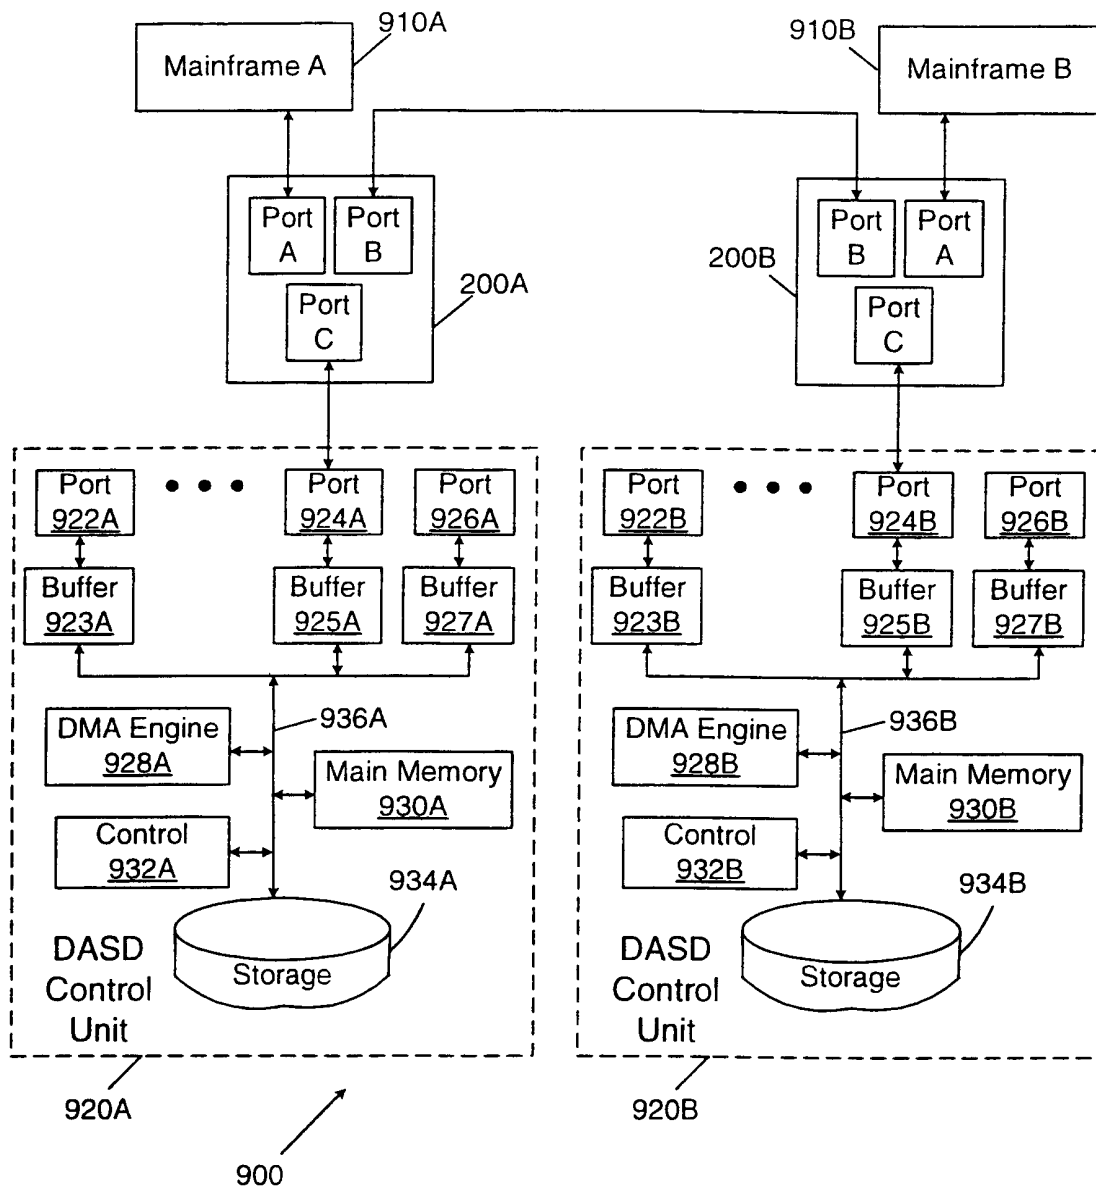 910A
910B
Mainframe A
Mainframe B
Port
A
Port
B
Port
B
Port
A
200A
200B
Port
C
Port
C
Port
922A
Port
924A
Port
926A
Port
922B
Port
924B
Port
926B
Buffer
923A
Buffer
925A
Buffer
927A
Buffer
923B
Buffer
925B
Buffer
927B
936A
936B
DMA Engine
928A
DMA Engine
928B
Main Memory
930A
Main Memory
930B
Control
932A
Control
932B
934A
934B
Storage
Storage
DASD
Control
Unit
DASD
Control
Unit
920A
920B
900